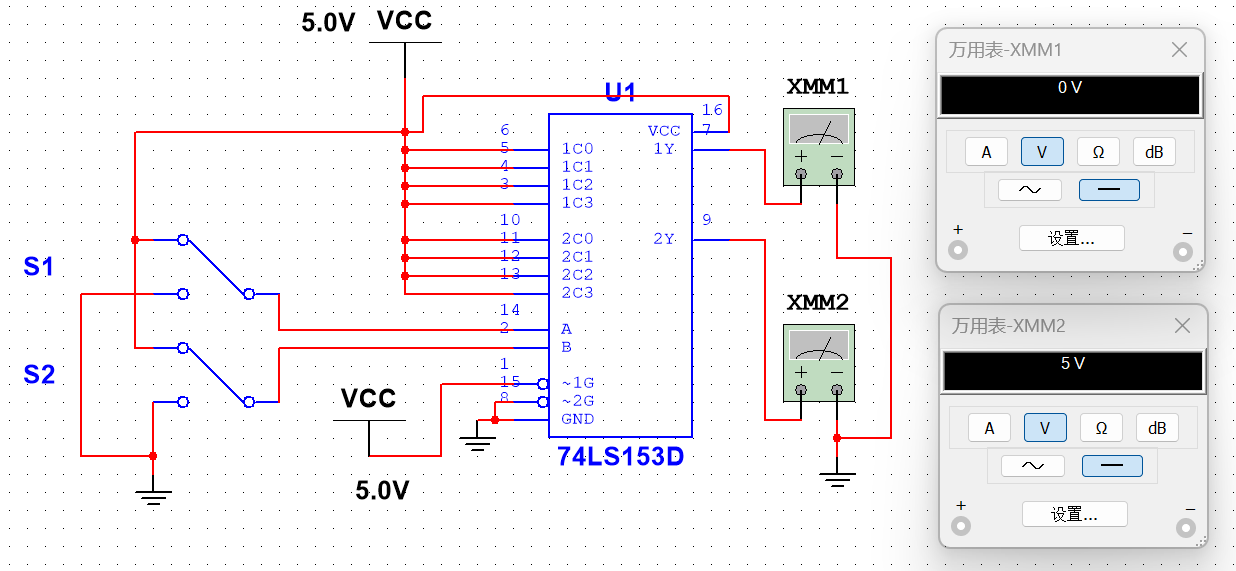 5.0V VCC
U1
XMM1
16
6 VCC 7
5 1C0 1Y
4 1C1
3 1C2
1C3
10 9
11 2C0 2Y
12 2C1
13 2C2
2C3
S1
14
2 A
B
S2
1
15 ~1G
8 ~2G
GND
VCC
5.0V
74LS153D
XMM2
万用表-XMM1
0 V
A V Ω dB
+ −
设置...
万用表-XMM2
5 V
A V Ω dB
+ −
设置...